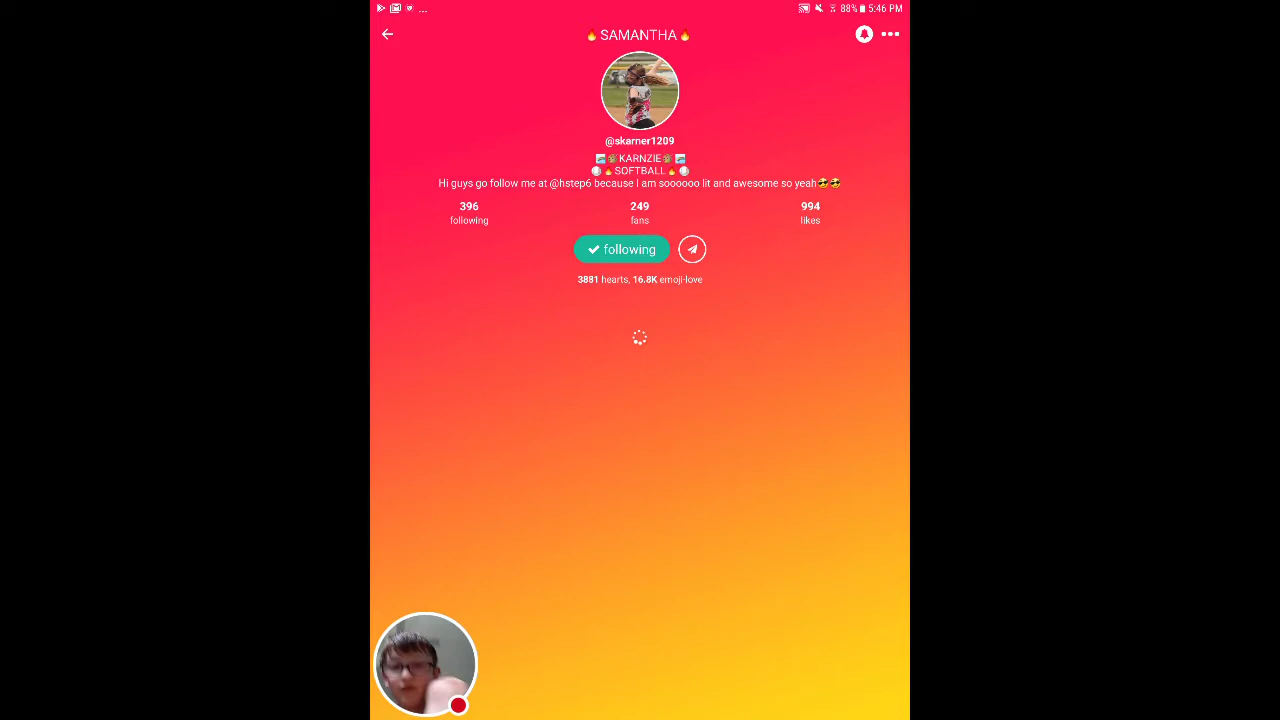 ... 88% 5:46 PM
🔥SAMANTHA🔥
@skarner1209
KARNZIE
🔥SOFTBALL🔥
Hi guys go follow me at @hstep6 because I am soooooo lit and awesome so yeah😎😎
396 249 994
following fans likes
following
3881 hearts, 16.8K emoji-love